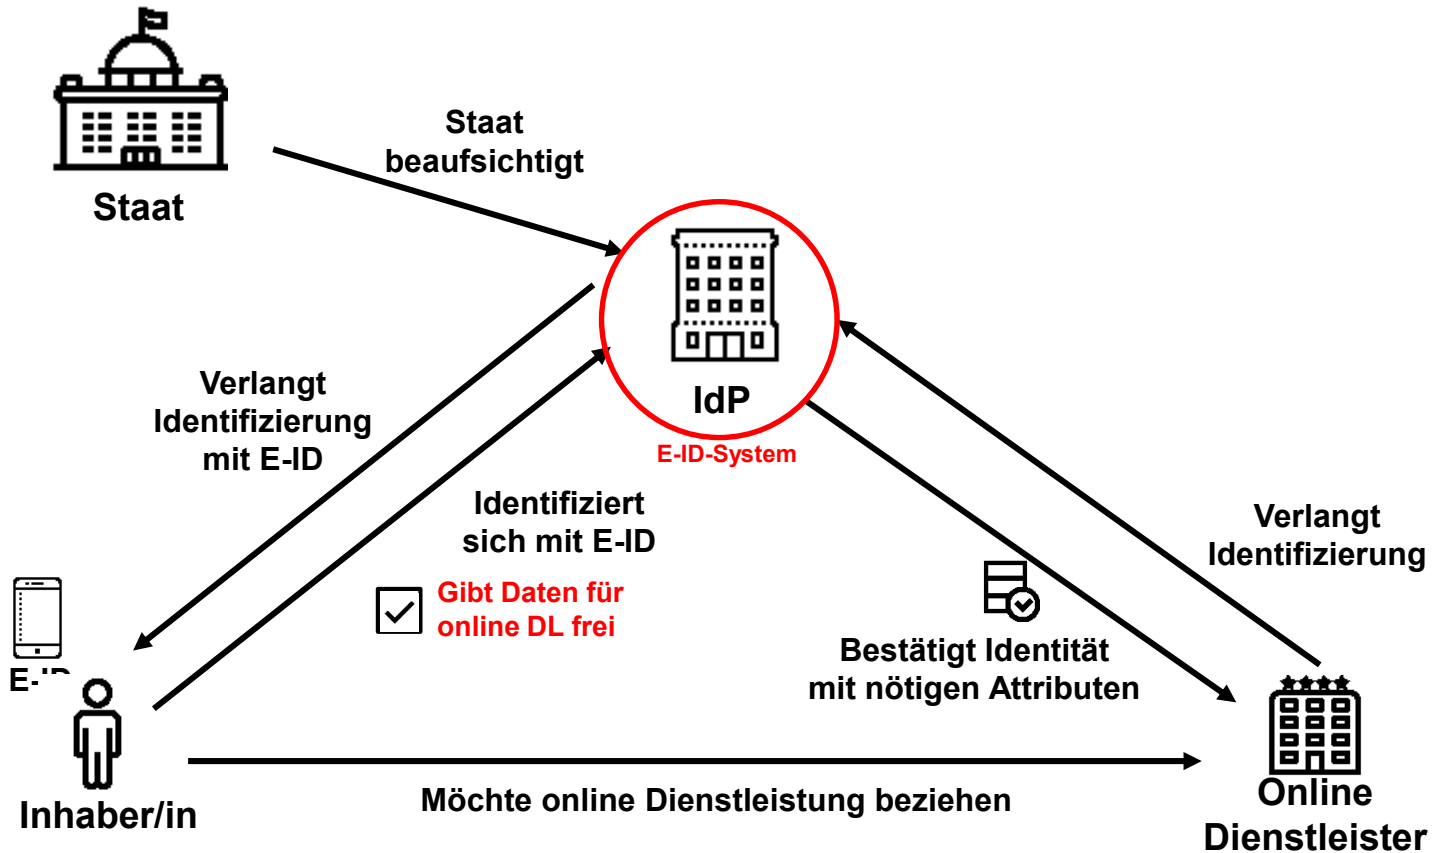 Staat
beaufsichtigt
Staat
IdP
E-ID-System
Verlangt
Identifizierung
mit E-ID
Identifiziert
sich mit E-ID
Gibt Daten für
online DL frei
Verlangt
Identifizierung
Bestätigt Identität
mit nötigen Attributen
E-ID
Inhaber/in
Möchte online Dienstleistung beziehen
Online
Dienstleister